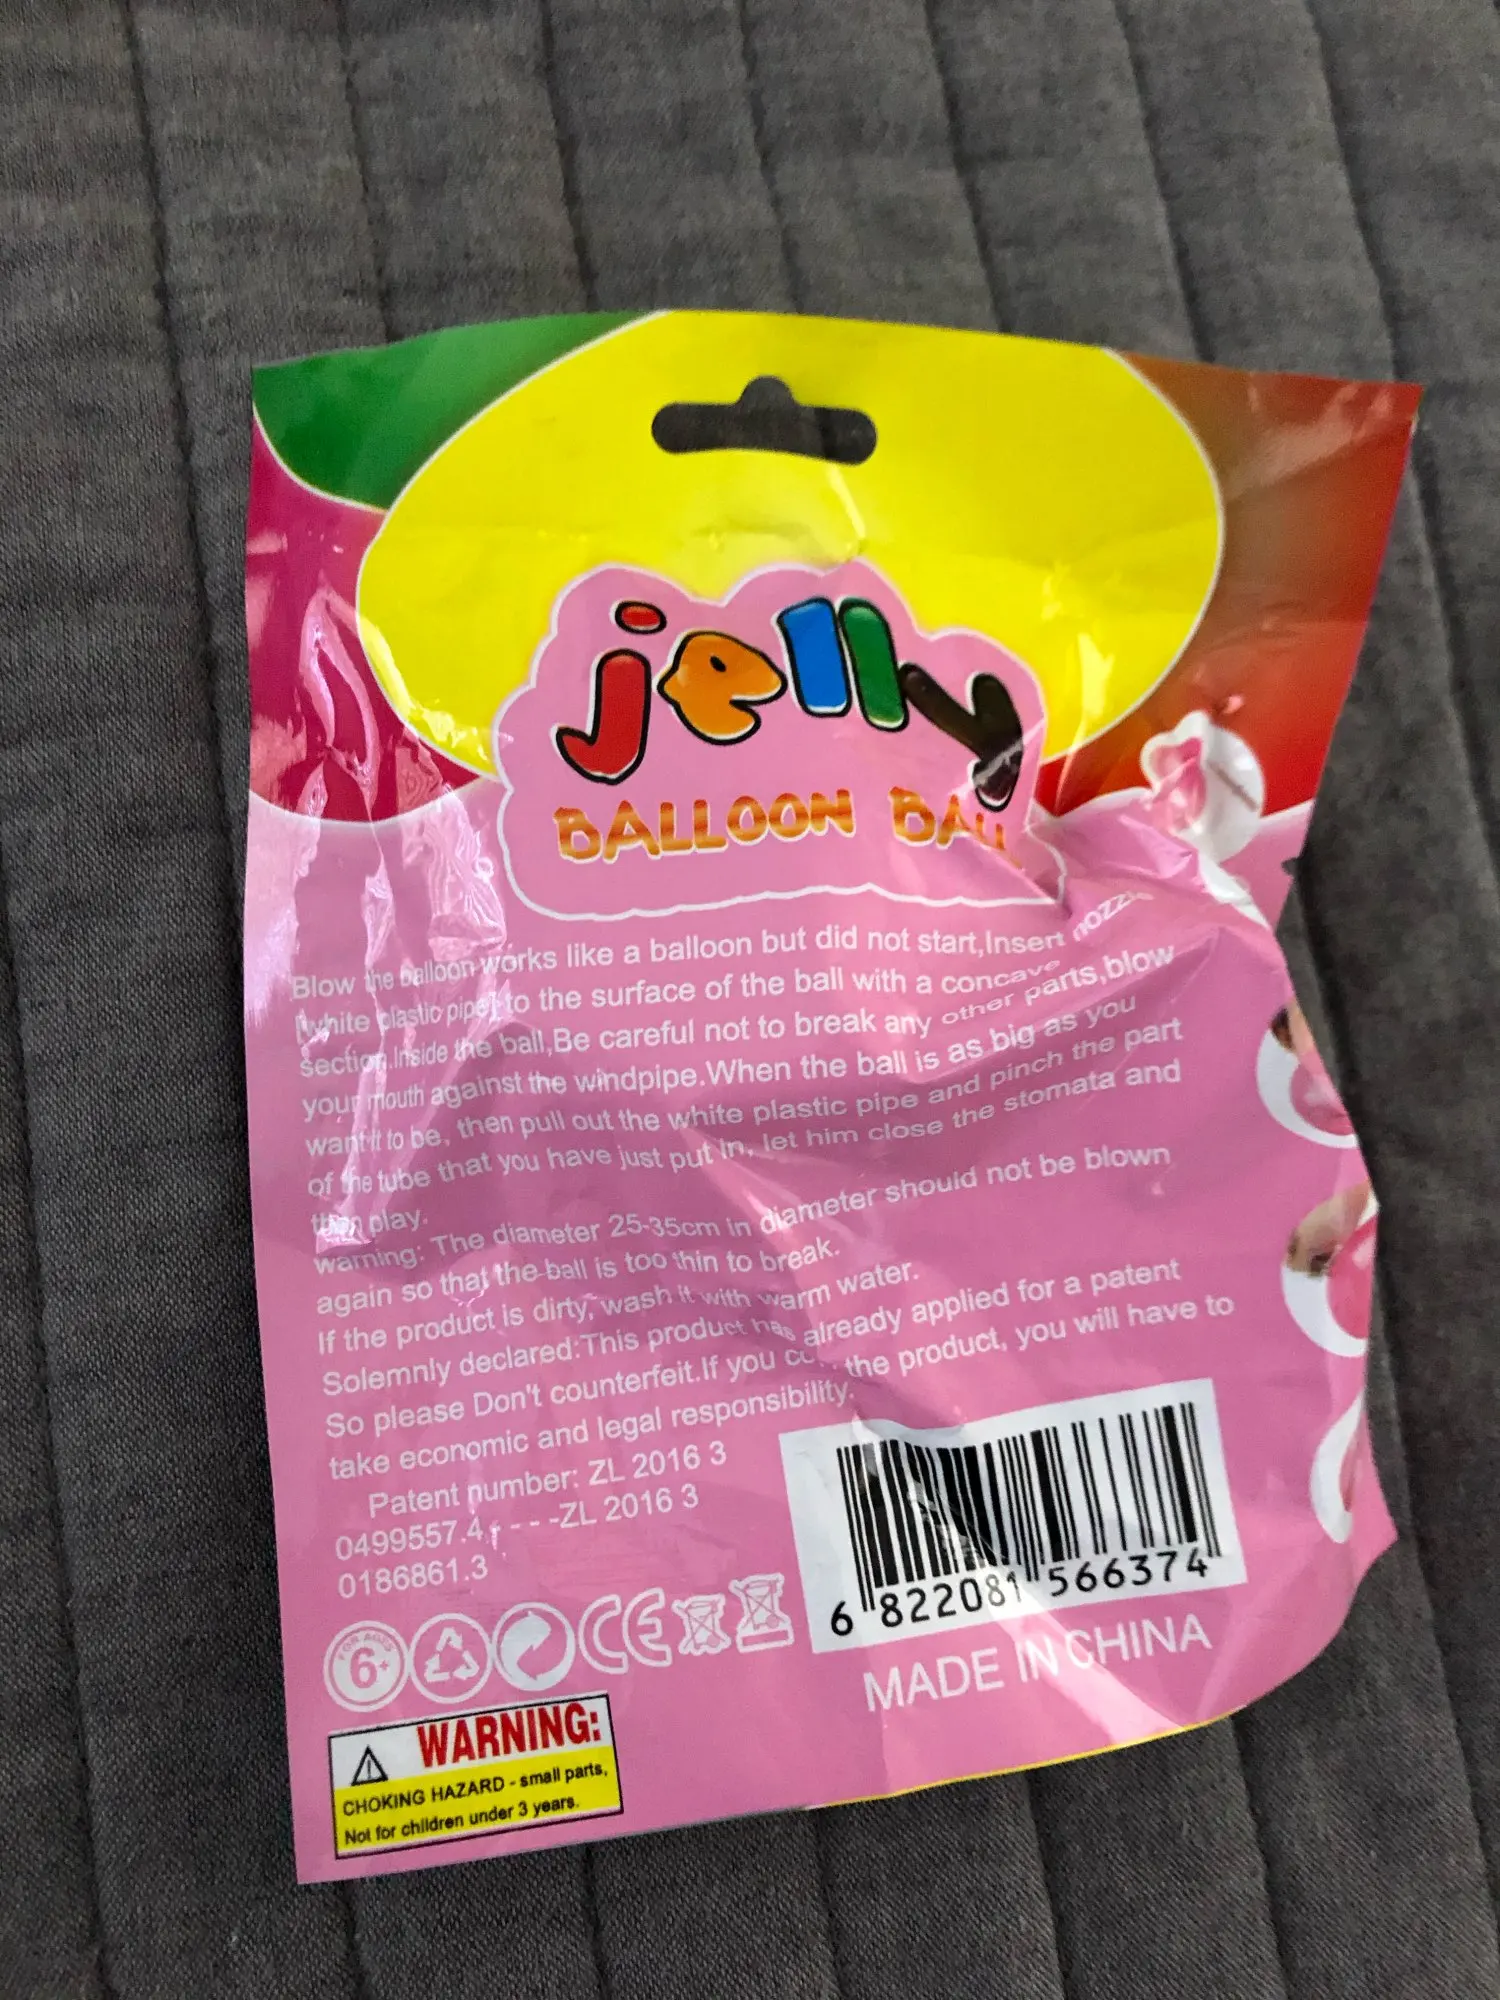 jelly
BALLOON BALL
Blow the balloon works like a balloon but did not start,Insert nozzle
[white plastic pipe] to the surface of the ball with a concave
section.Inside the ball,Be careful not to break any other parts,blow
your mouth against the windpipe.When the ball is as big as you
want it to be, then pull out the white plastic pipe and pinch the part
of the tube that you have just put in, let him close the stomata and
than play.
warning: The diameter 25-35cm in diameter should not be blown
again so that the ball is too thin to break.
If the product is dirty, wash it with warm water.
Solemnly declared:This product has already applied for a patent
So please Don't counterfeit.If you the product, you will have to
take economic and legal responsibility.
Patent number: ZL 2016 3
0499557.4 - - -ZL 2016 3
0186861.3
FOR AGES
6+
CE
6 822081 566374
MADE IN CHINA
WARNING:
CHOKING HAZARD - small parts,
Not for children under 3 years.